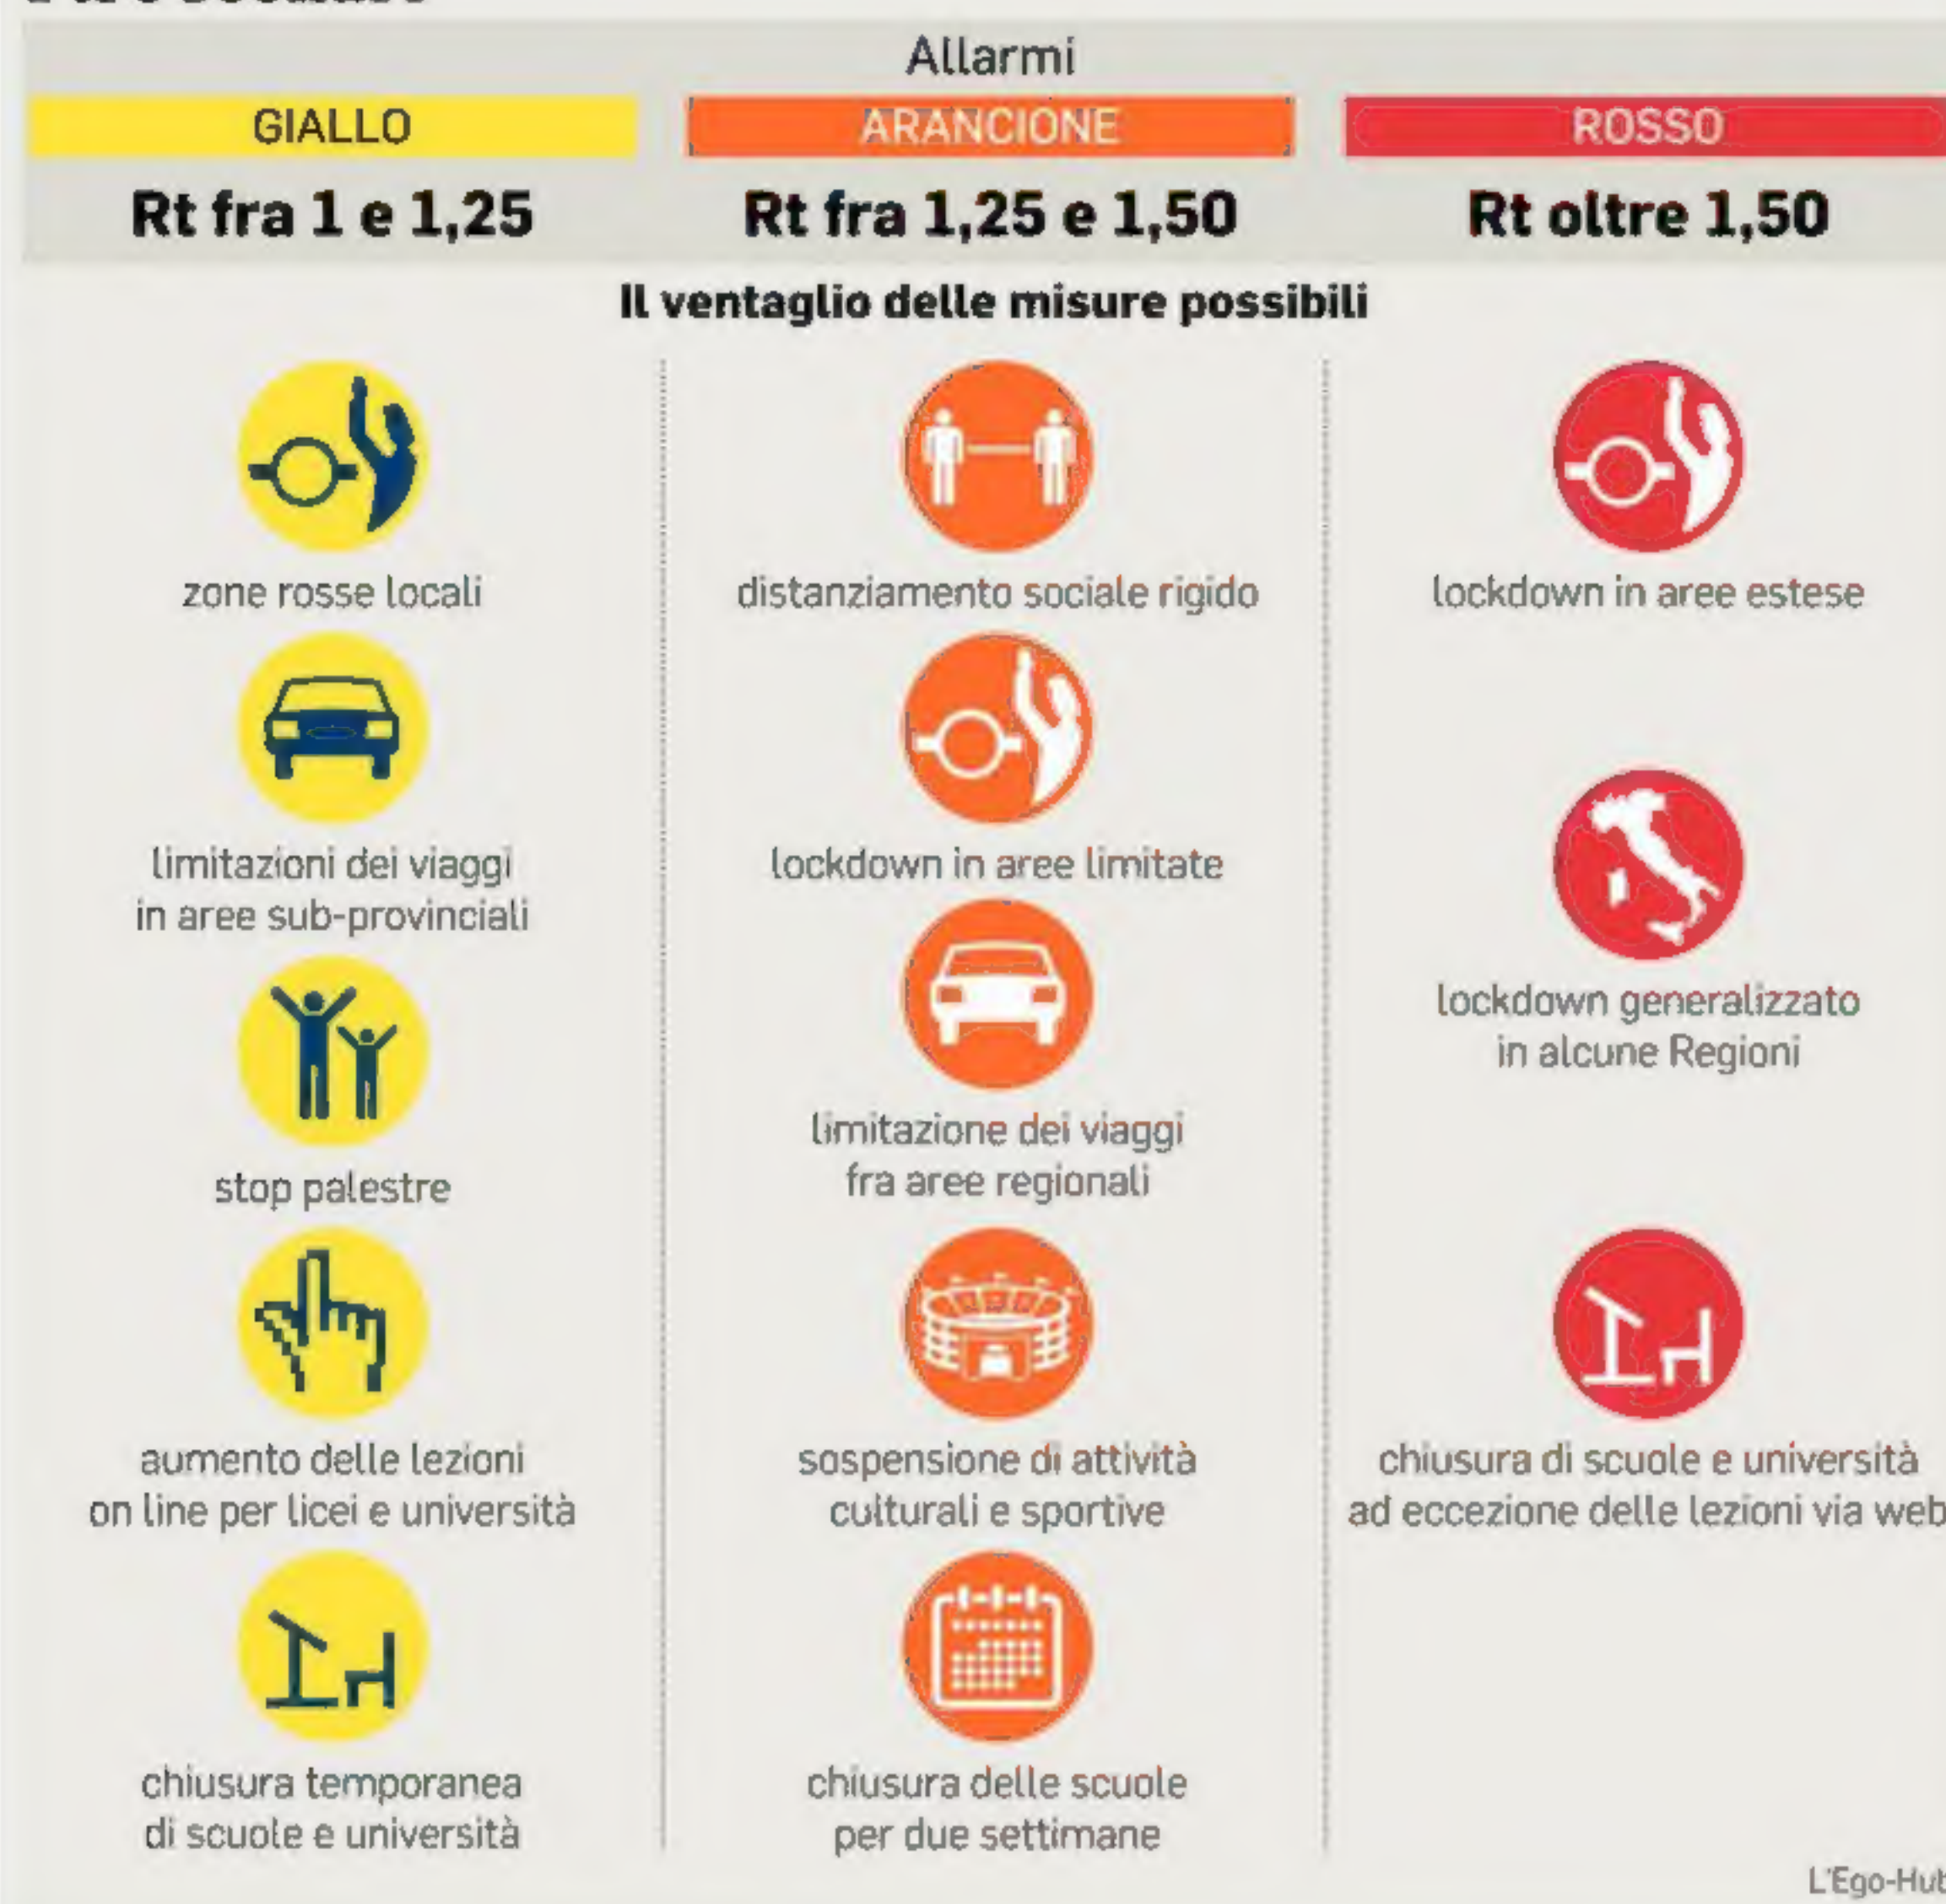 Allarmi
GIALLO
Rt fra 1 e 1,25
ARANCIONE
Rt fra 1,25 e 1,50
ROSSO
Rt oltre 1,50
Il ventaglio delle misure possibili
zone rosse locali
limitazioni dei viaggi
in aree sub-provinciali
stop palestre
aumento delle lezioni
on line per licei e università
chiusura temporanea
di scuole e università
distanziamento sociale rigido
lockdown in aree limitate
limitazione dei viaggi
fra aree regionali
sospensione di attività
culturali e sportive
chiusura delle scuole
per due settimane
lockdown in aree estese
lockdown generalizzato
in alcune Regioni
chiusura di scuole e università
ad eccezione delle lezioni via web
L'Ego-Hub